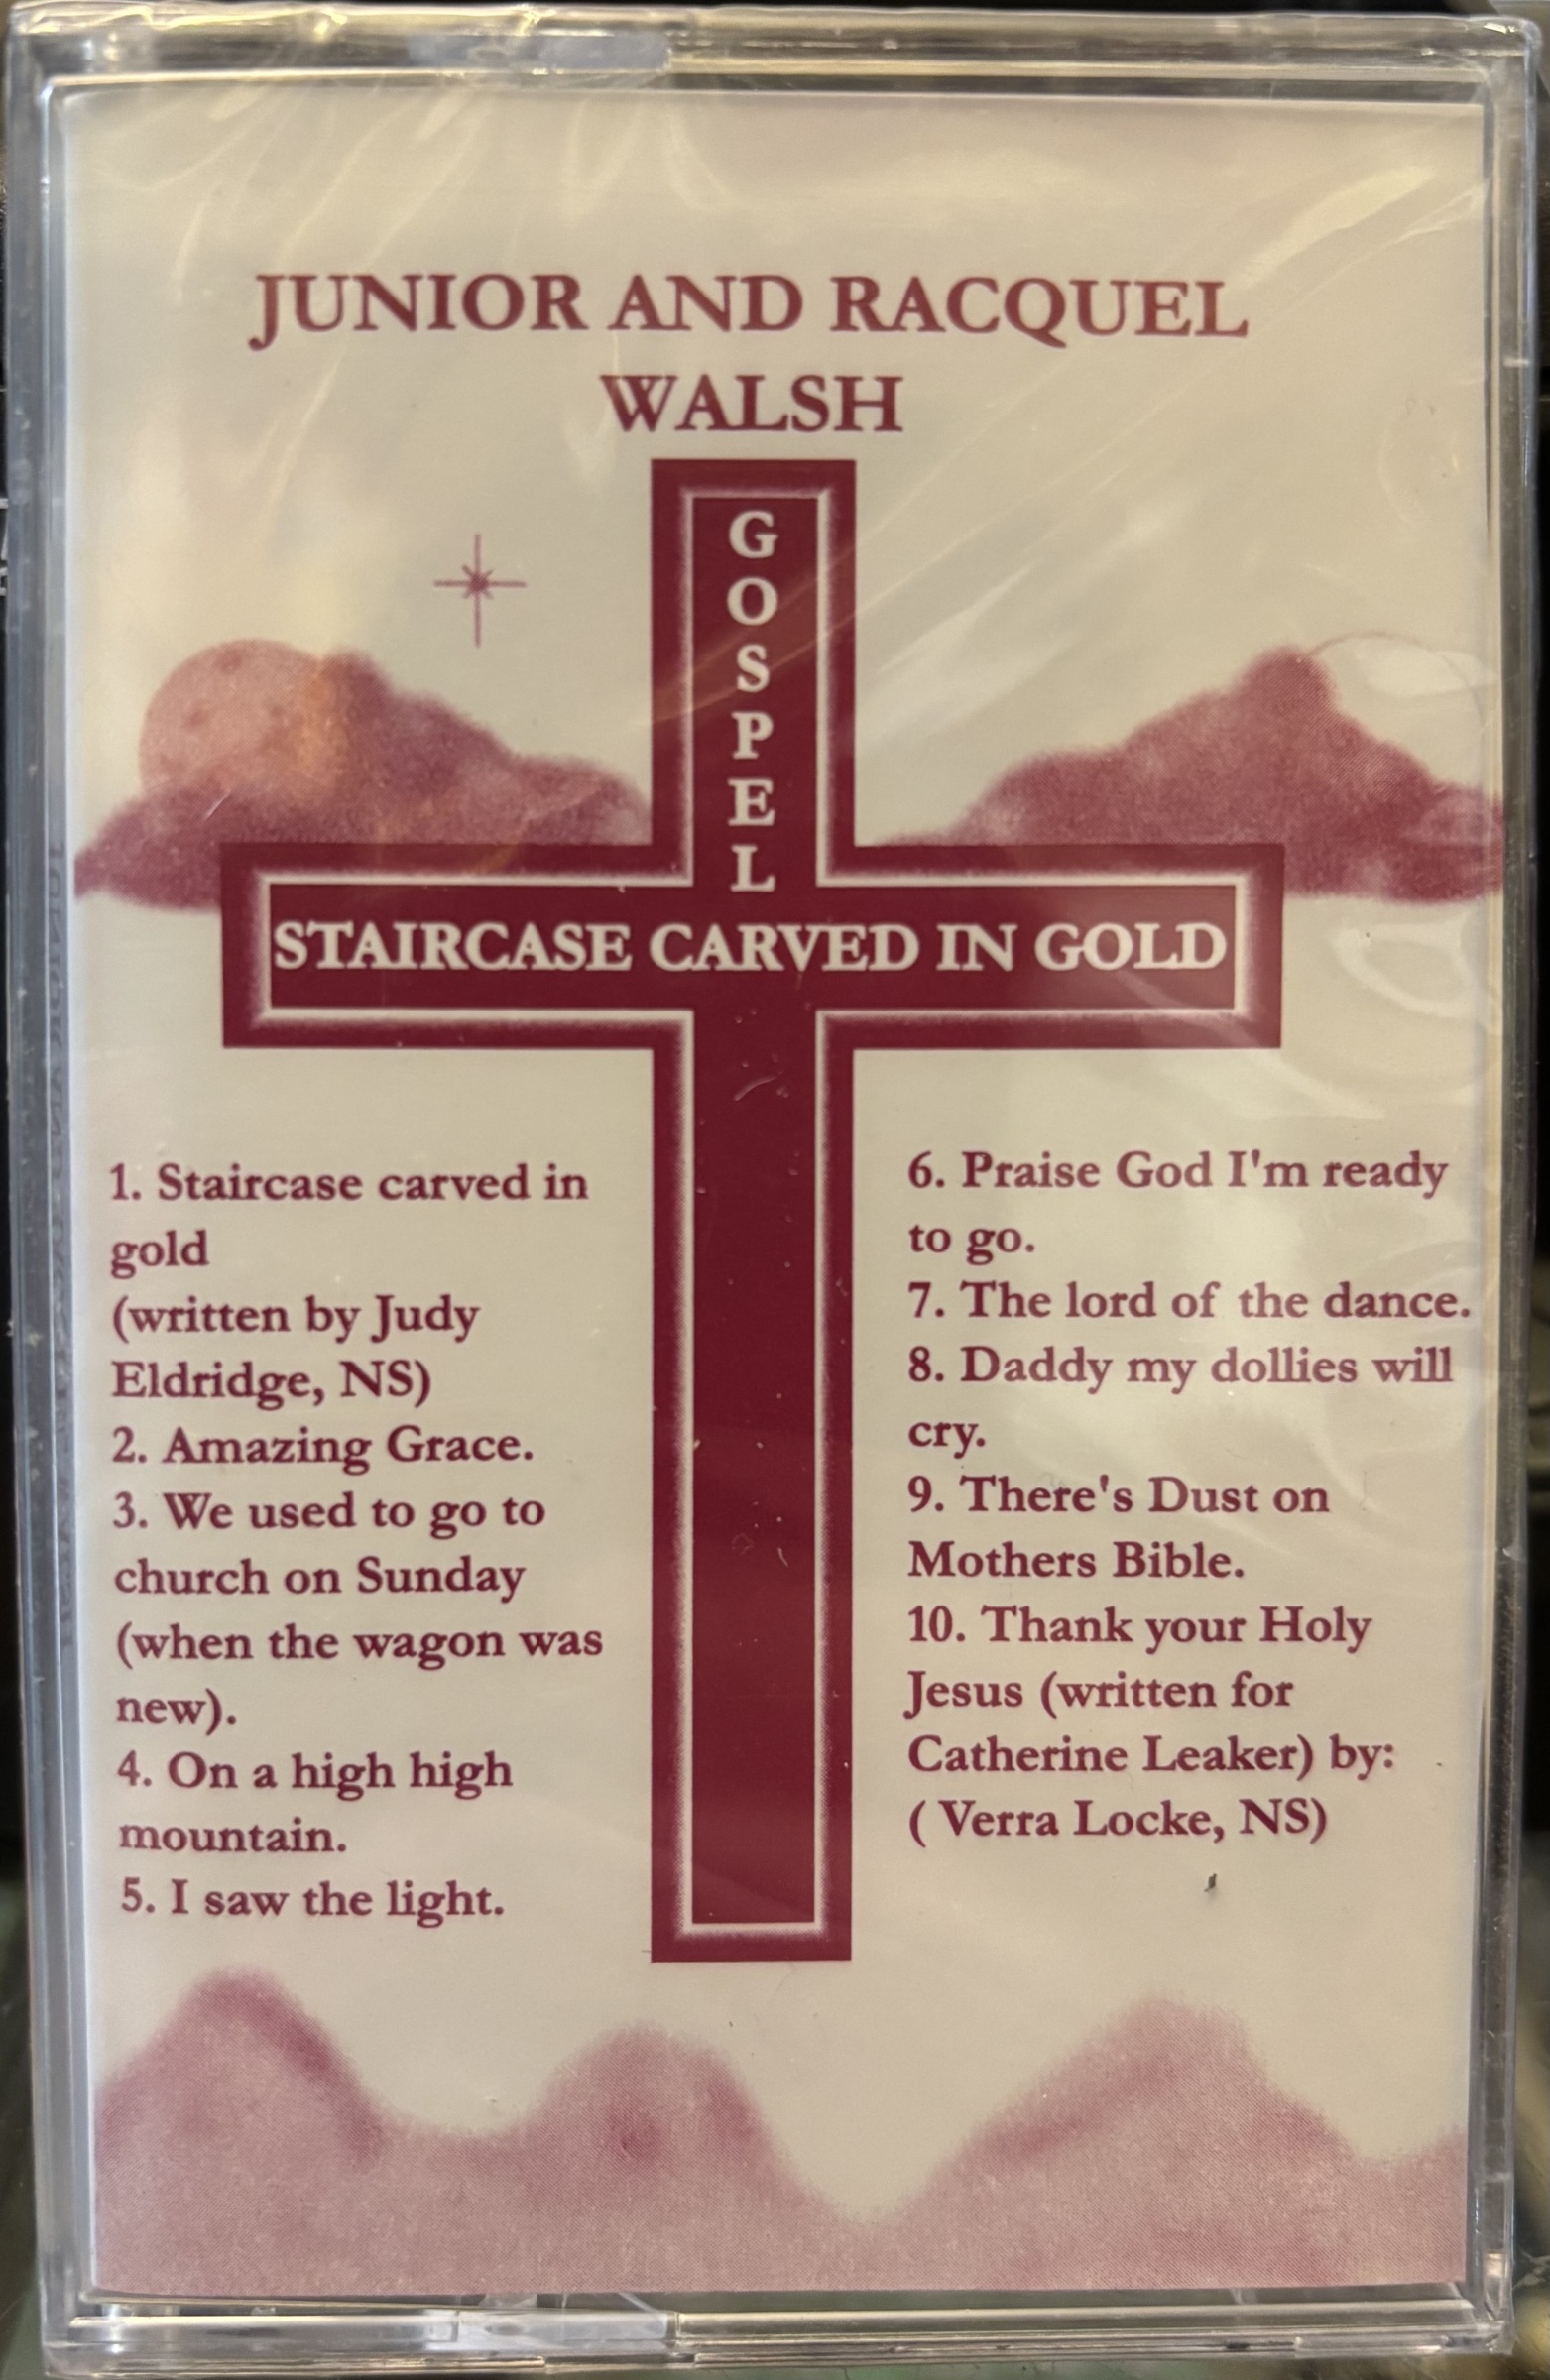 JUNIOR AND RACQUEL
WALSH
GOSPEL
STAIRCASE CARVED IN GOLD
1. Staircase carved in
gold
(written by Judy
Eldridge, NS)
2. Amazing Grace.
3. We used to go to
church on Sunday
(when the wagon was
new).
4. On a high high
mountain.
5. I saw the light.
6. Praise God I'm ready
to go.
7. The lord of the dance.
8. Daddy my dollies will
cry.
9. There's Dust on
Mothers Bible.
10. Thank your Holy
Jesus (written for
Catherine Leaker) by:
( Verra Locke, NS)